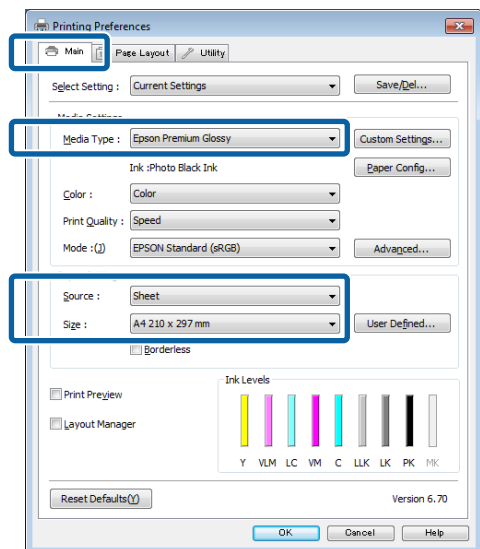 Printing Preferences
Main Page Layout Utility
Select Setting : Current Settings Save/Del...
Media Settings
Media Type : Epson Premium Glossy Custom Settings...
Ink :Photo Black Ink Paper Config...
Color : Color
Print Quality : Speed
Mode :(J) EPSON Standard (sRGB) Advanced...
Source : Sheet
Size : A4 210 x 297 mm User Defined...
Borderless
Ink Levels
Print Preview
Layout Manager
Y VLM LC VM C LLK LK PK MK
Reset Defaults(Y) Version 6.70
OK Cancel Help